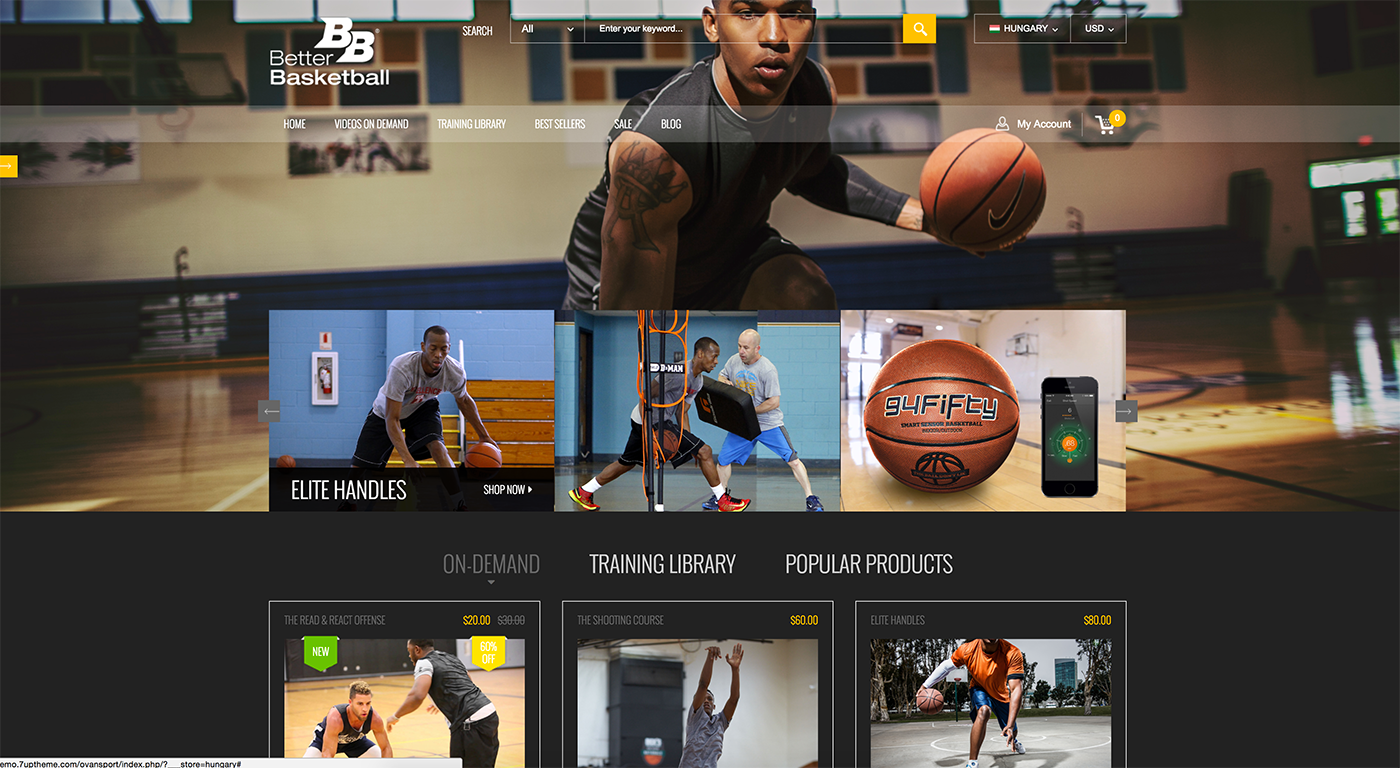 BB®
Better
Basketball
SEARCH
All
Enter your keyword...
HUNGARY
USD
HOME
VIDEOS ON DEMAND
TRAINING LIBRARY
BEST SELLERS
SALE
BLOG
My Account
0
ELITE HANDLES
SHOP NOW
94FIFTY
SMART SENSOR BASKETBALL
INDOOR/OUTDOOR
ON-DEMAND
TRAINING LIBRARY
POPULAR PRODUCTS
THE READ & REACT OFFENSE
$20.00 $30.00
NEW
60%
OFF
THE SHOOTING COURSE
$60.00
ELITE HANDLES
$80.00
emo.7uptheme.com/ovansport/index.php/?___store=hungary#